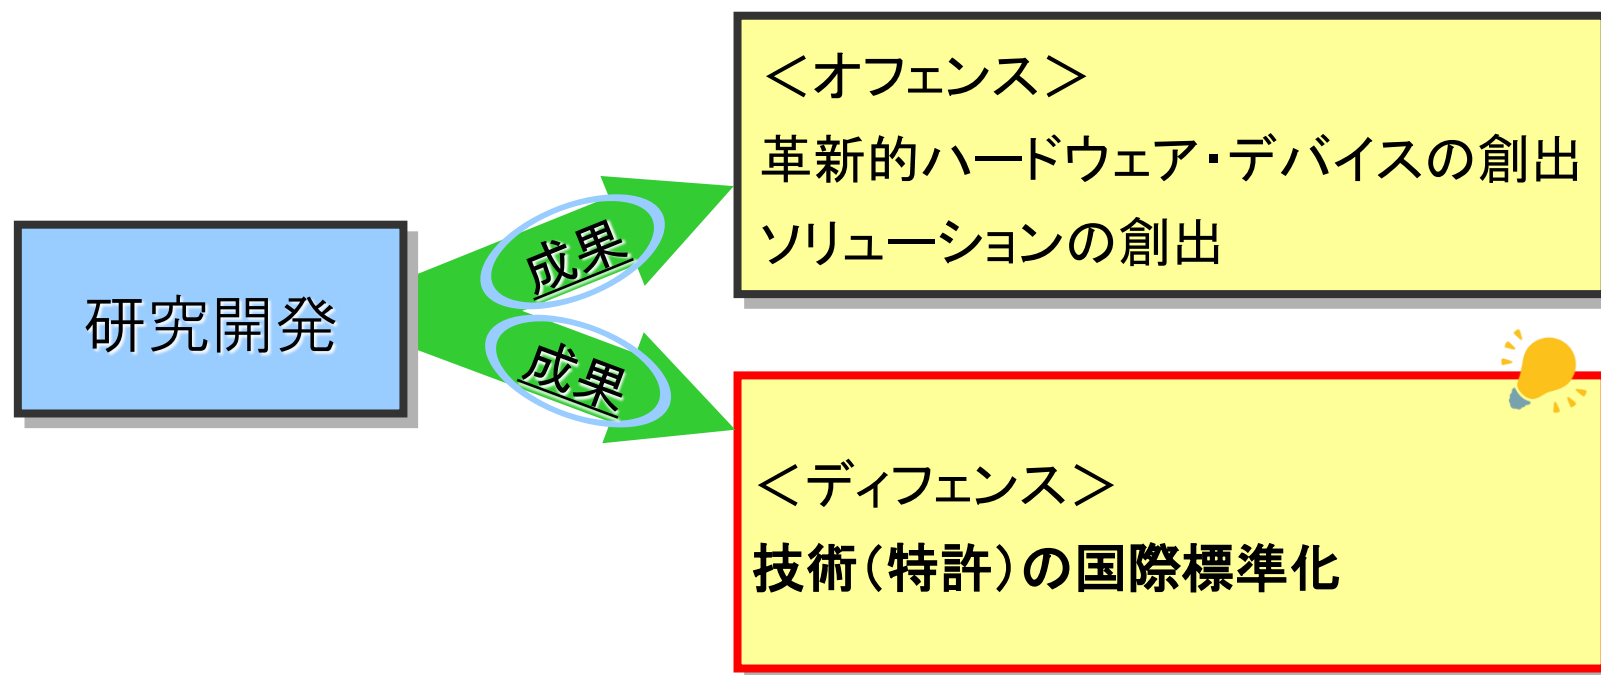 研究開発
成果
成果
＜オフェンス＞
革新的ハードウェア・デバイスの創出
ソリューションの創出
＜ディフェンス＞
技術（特許）の国際標準化